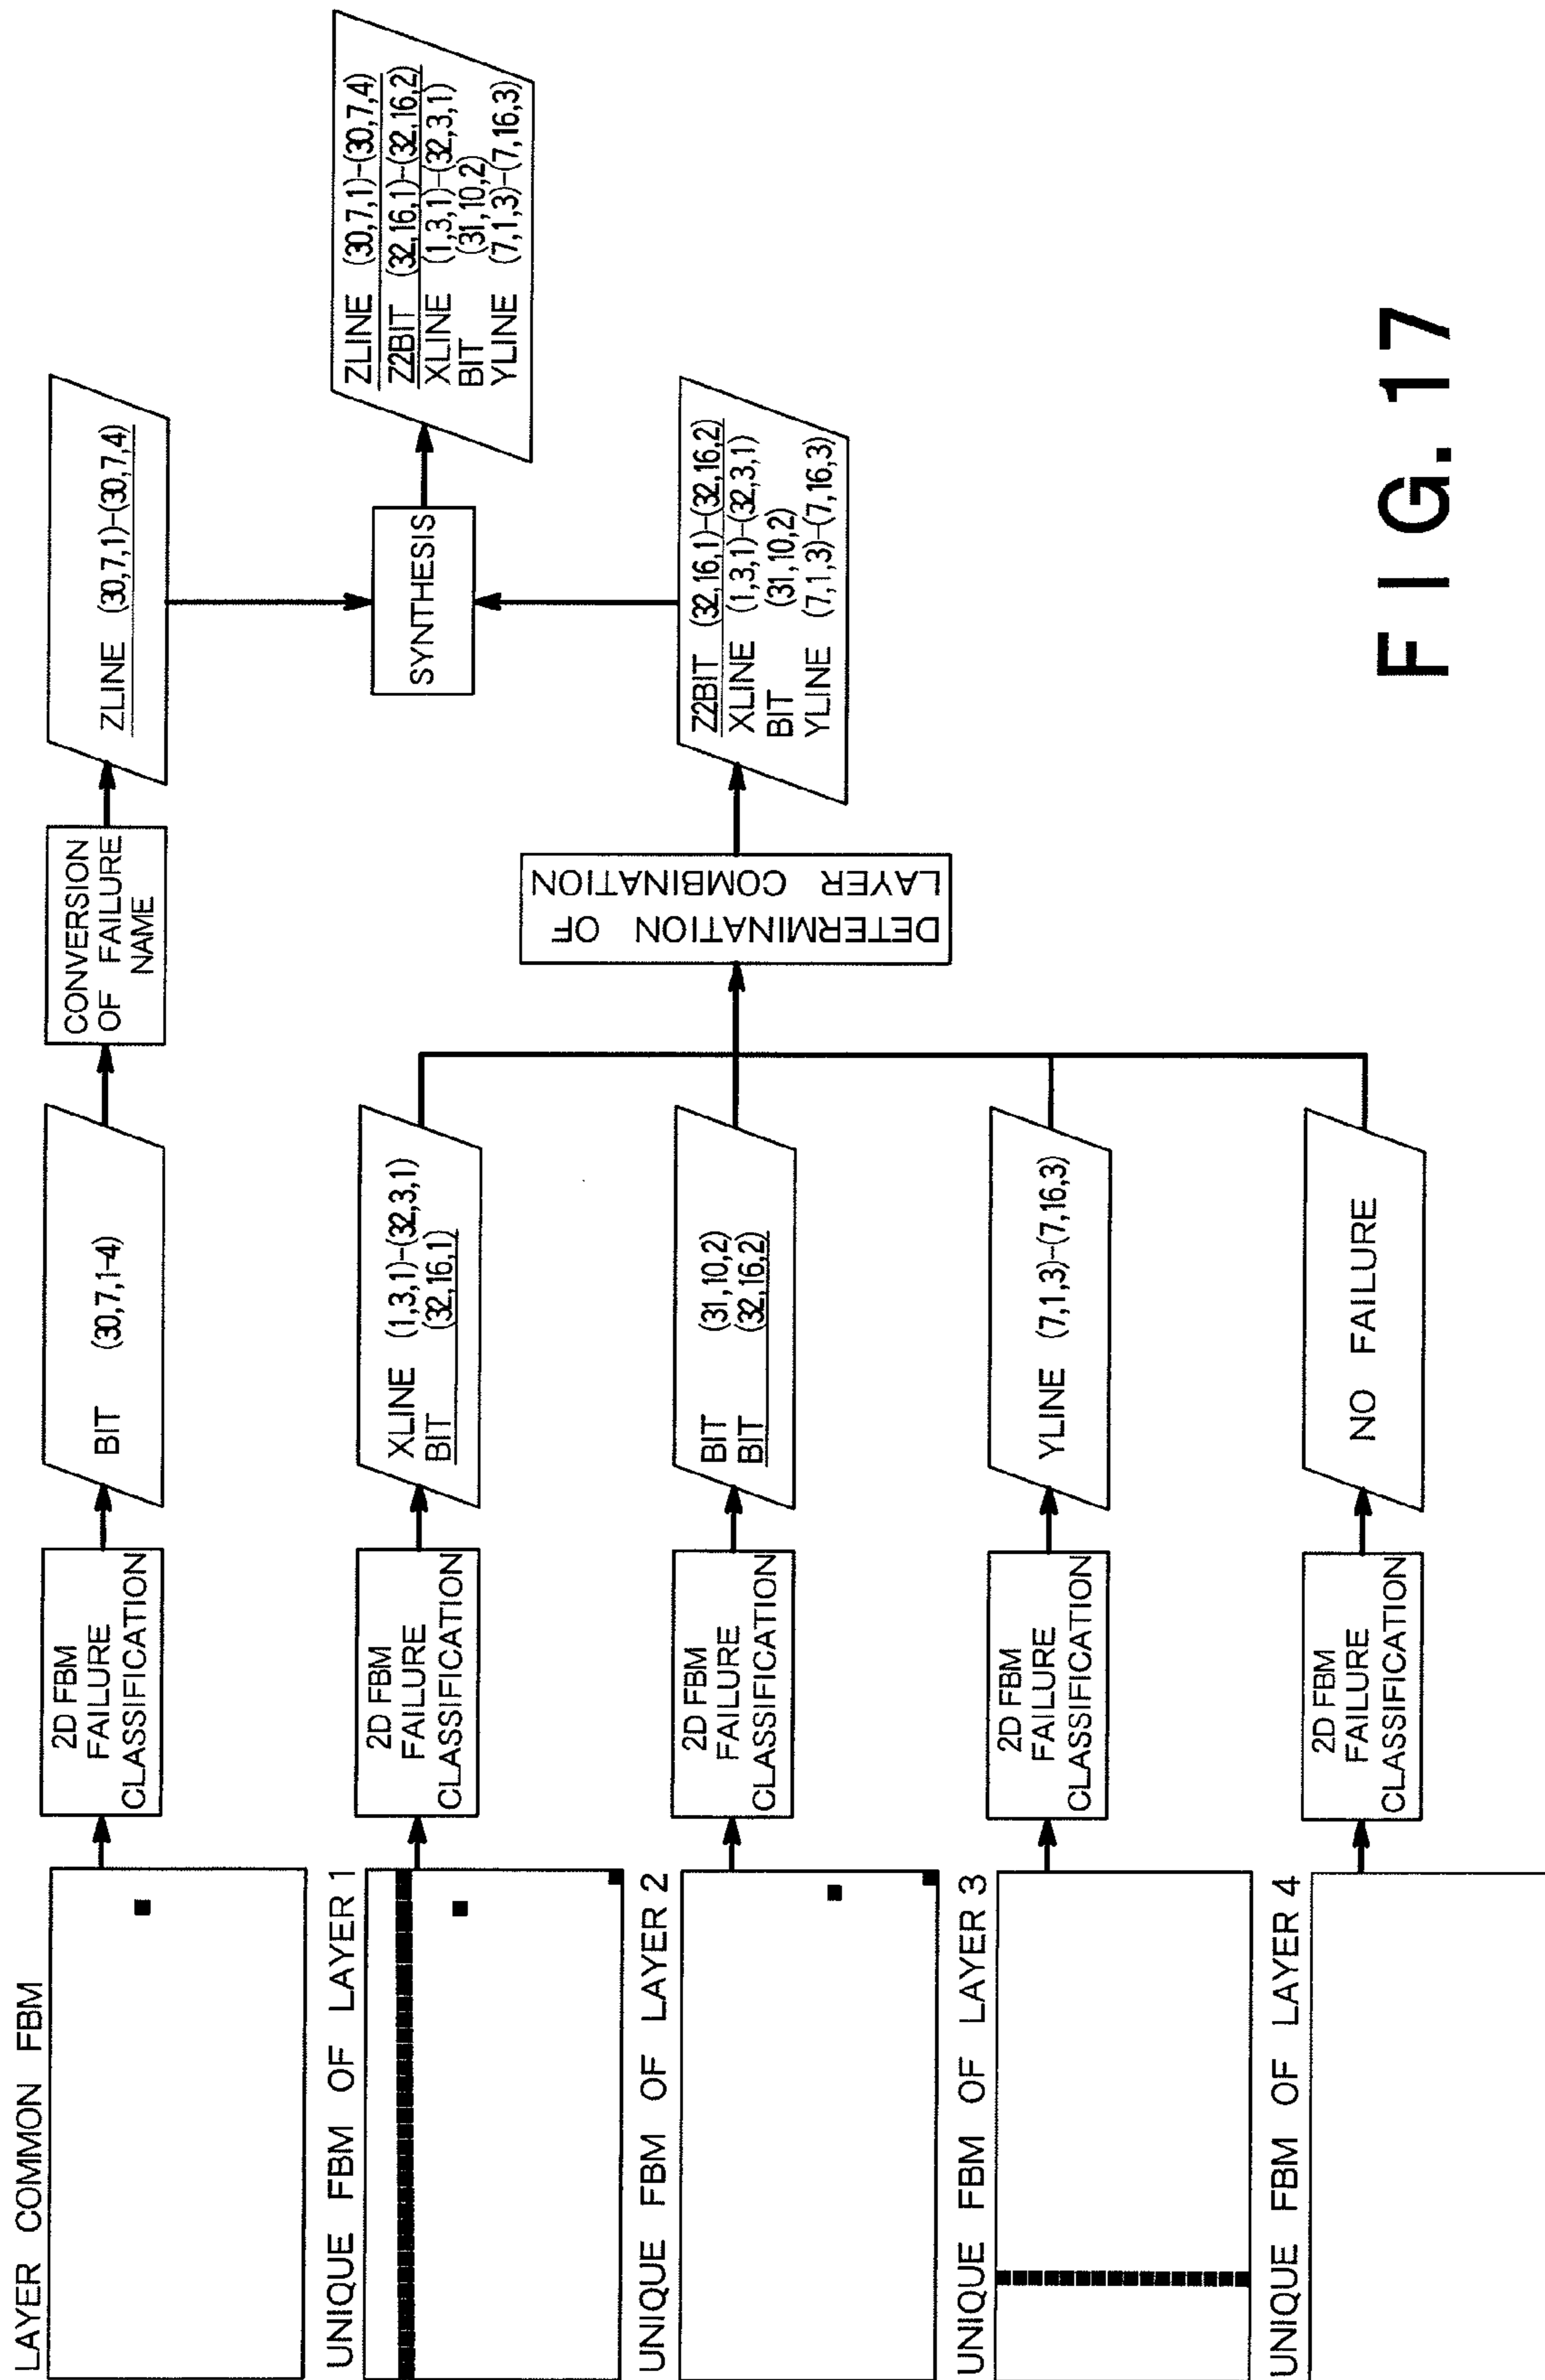 LAYER COMMON FBM
2D FBM
FAILURE
CLASSIFICATION
BIT (30,7,1-4)
CONVERSION
OF FAILURE
NAME
ZLINE (30,7,1)-(30,7,4)
UNIQUE FBM OF LAYER 1
2D FBM
FAILURE
CLASSIFICATION
XLINE (1,3,1)-(32,3,1)
BIT (32,16,1)
UNIQUE FBM OF LAYER 2
2D FBM
FAILURE
CLASSIFICATION
BIT (31,10,2)
BIT (32,16,2)
UNIQUE FBM OF LAYER 3
2D FBM
FAILURE
CLASSIFICATION
YLINE (7,1,3)-(7,16,3)
UNIQUE FBM OF LAYER 4
2D FBM
FAILURE
CLASSIFICATION
NO FAILURE
DETERMINATION OF
LAYER COMBINATION
Z2BIT (32,16,1)-(32,16,2)
XLINE (1,3,1)-(32,3,1)
BIT (31,10,2)
YLINE (7,1,3)-(7,16,3)
SYNTHESIS
ZLINE (30,7,1)-(30,7,4)
Z2BIT (32,16,1)-(32,16,2)
XLINE (1,3,1)-(32,3,1)
BIT (31,10,2)
YLINE (7,1,3)-(7,16,3)
FIG. 17